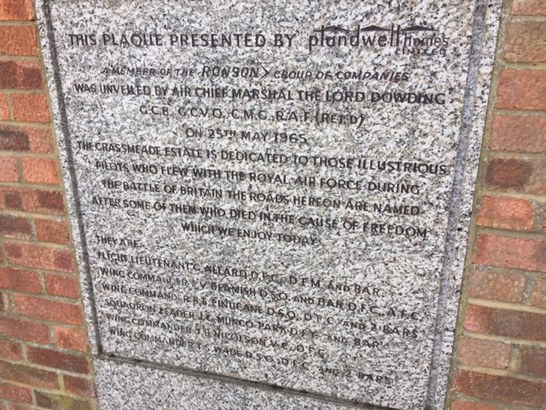 THIS PLAQUE PRESENTED BY plandwell homes LIMITED
A MEMBER OF THE RONSON GROUP OF COMPANIES
WAS UNVEILED BY AIR CHIEF MARSHAL THE LORD DOWDING
G.C.B. G.C.V.O. C.M.G., R.A.F. (RET'D)
ON 25TH MAY 1965
THE GRASSMEADE ESTATE IS DEDICATED TO THOSE ILLUSTRIOUS
PILOTS WHO FLEW WITH THE ROYAL AIR FORCE DURING
THE BATTLE OF BRITAIN THE ROADS HEREON ARE NAMED
AFTER SOME OF THEM WHO DIED IN THE CAUSE OF FREEDOM
WHICH WE ENJOY TODAY
THEY ARE
FLIGHT LIEUTENANT G. ALLARD D.F.C., D.F.M. AND BAR
WING COMMANDER F.V. BEAMISH D.S.O. AND BAR D.F.C. A.F.C.
WING COMMANDER B.E. FINUCANE D.S.O., D.F.C. AND 2 BARS
SQUADRON LEADER J.C. MUNGO-PARK D.F.C. AND BAR
WING COMMANDER J.B. NICOLSON V.C. D.F.C.
WING COMMANDER WADE D.S.O., D.F.C. AND 2 BARS